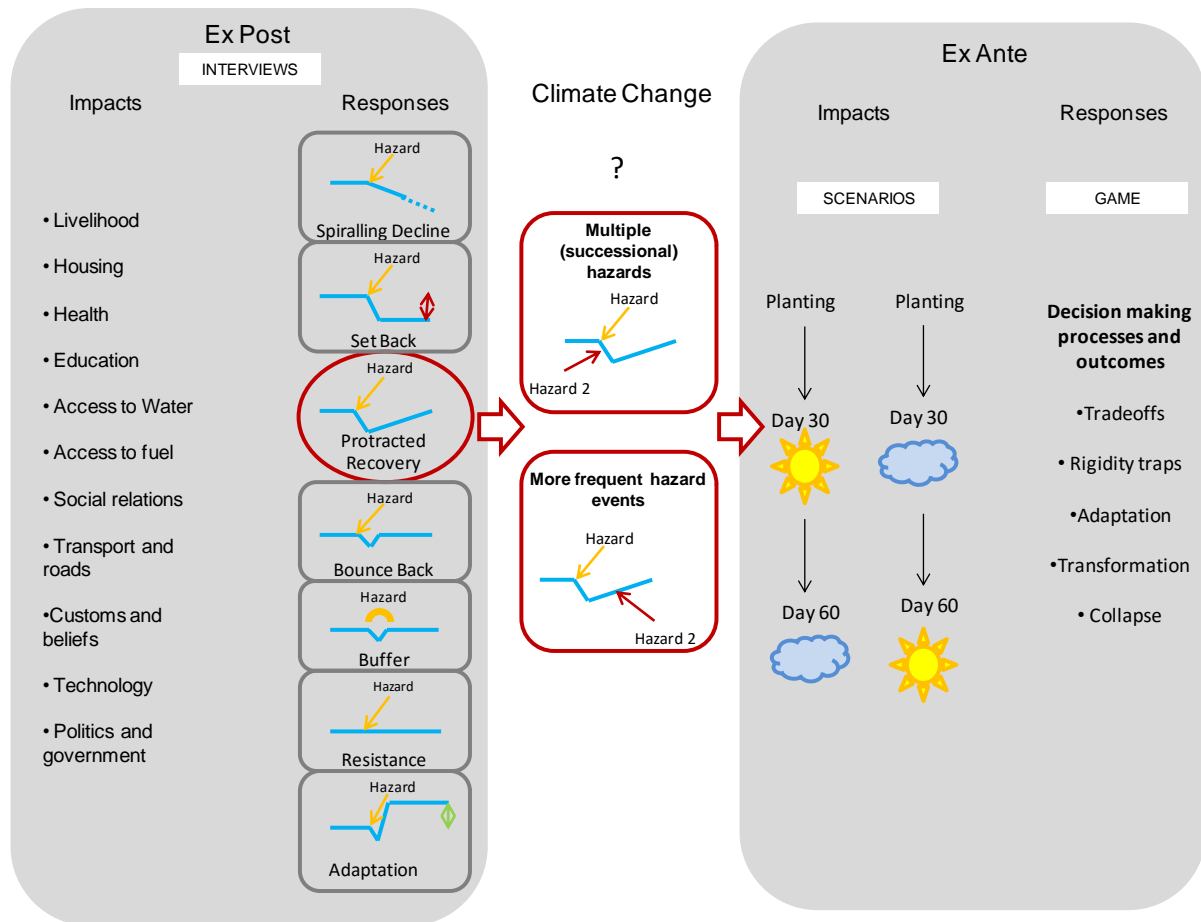 Ex Post
INTERVIEWS
Impacts
• Livelihood
• Housing
• Health
• Education
• Access to Water
• Access to fuel
• Social relations
• Transport and
roads
•Customs and
beliefs
• Technology
• Politics and
government
Responses
Hazard
Spiralling Decline
Hazard
Set Back
Hazard
Protracted
Recovery
Hazard
Bounce Back
Hazard
Buffer
Hazard
Resistance
Hazard
Adaptation
Climate Change
?
Multiple
(successional)
hazards
Hazard
Hazard 2
More frequent hazard
events
Hazard
Hazard 2
Ex Ante
Impacts
SCENARIOS
Planting
Day 30
Day 60
Planting
Day 30
Day 60
Responses
GAME
Decision making
processes and
outcomes
•Tradeoffs
• Rigidity traps
•Adaptation
•Transformation
• Collapse